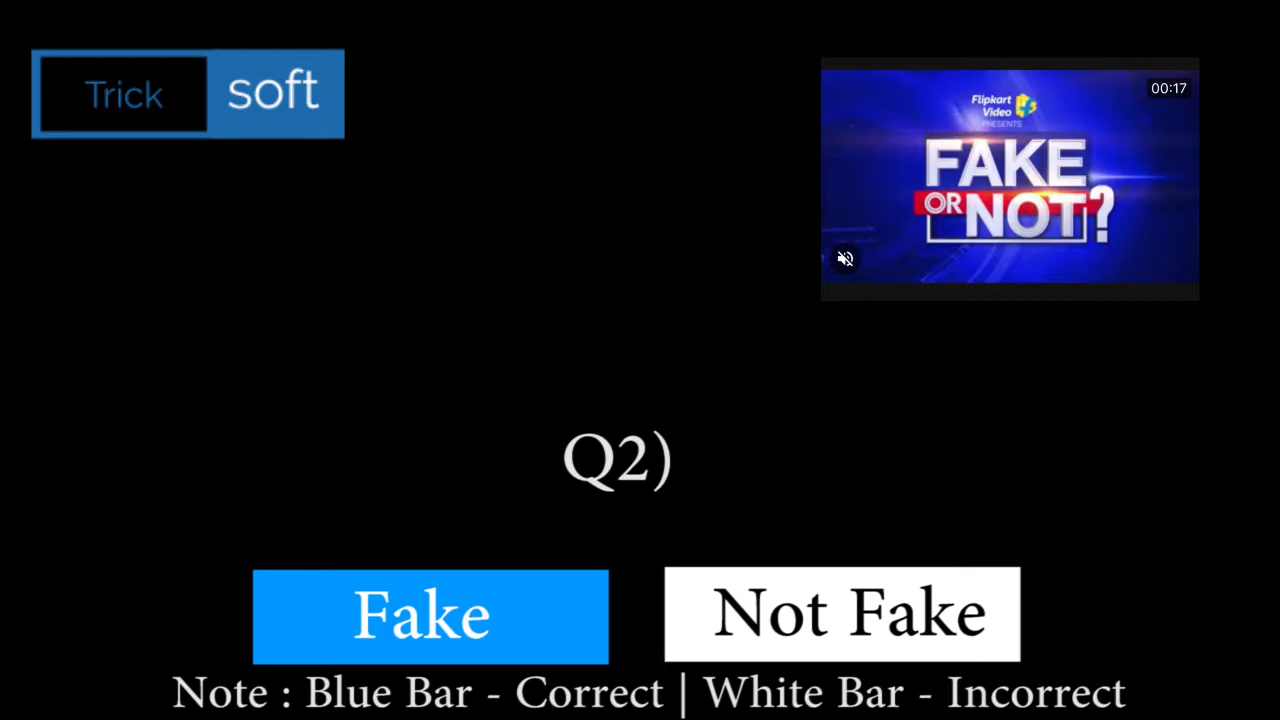 Trick soft
00:17
Flipkart
Video
PRESENTS
FAKE
OR NOT?
Q2)
Fake
Not Fake
Note : Blue Bar - Correct | White Bar - Incorrect